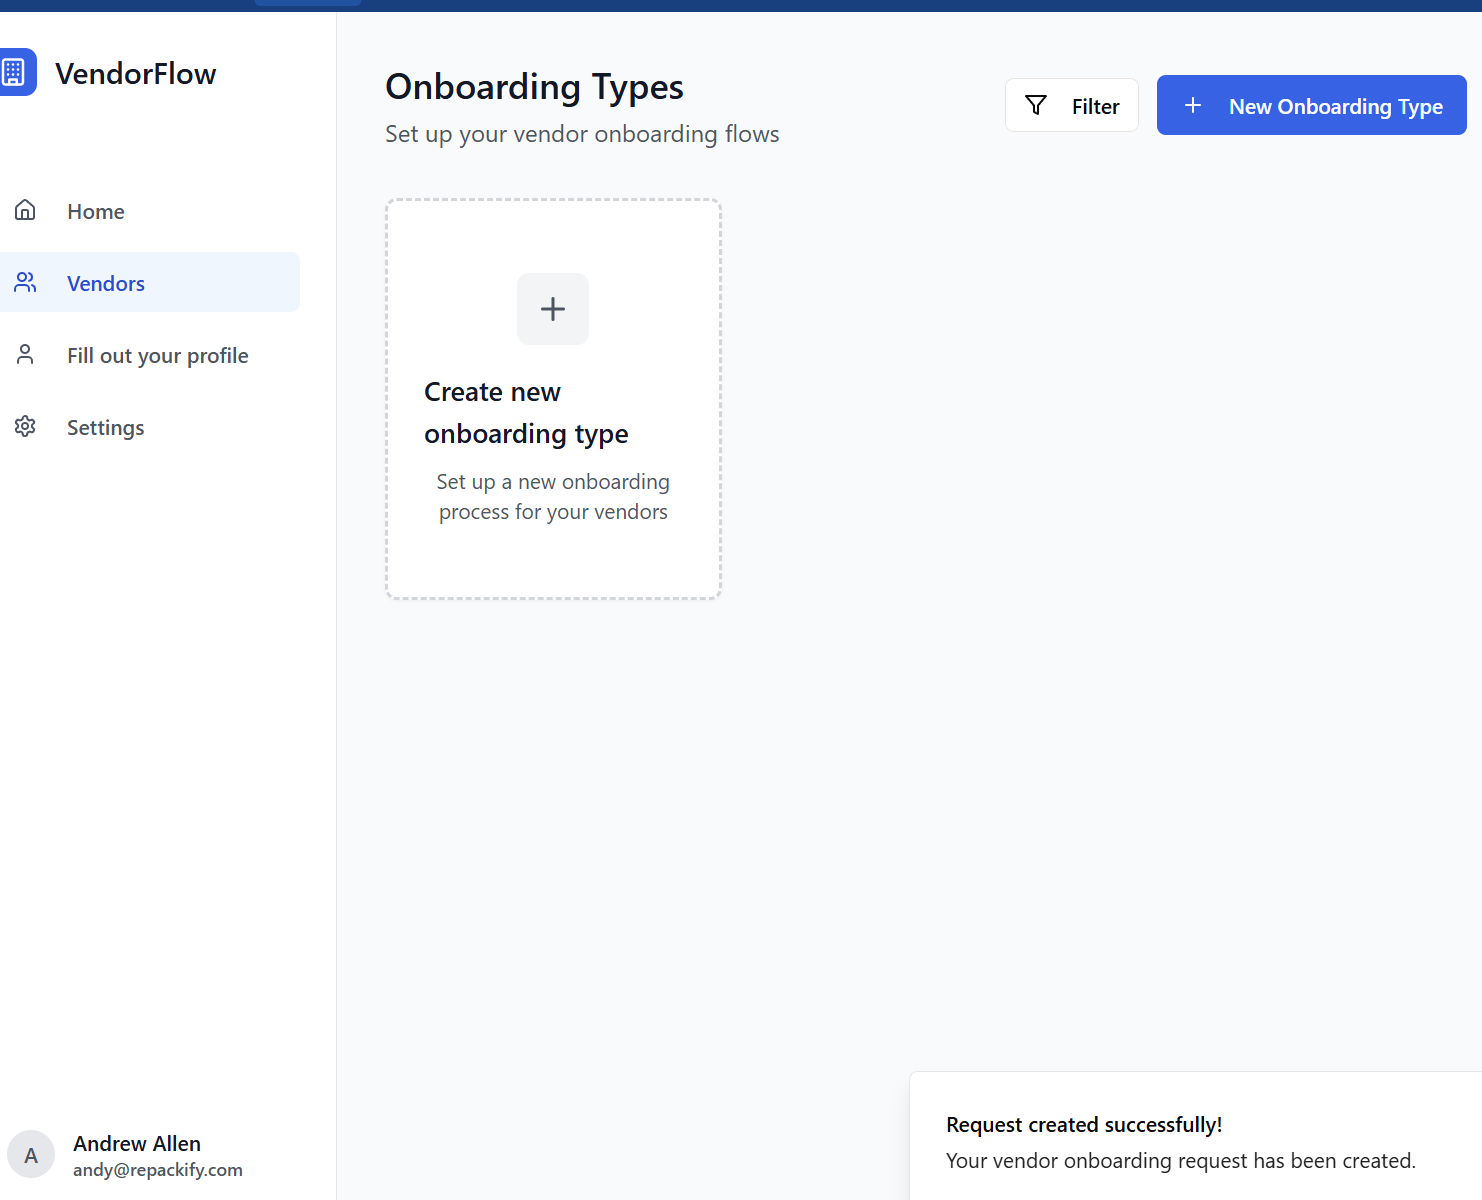 VendorFlow
Home
Vendors
Fill out your profile
Settings
Andrew Allen
A
andy@repackify.com
Onboarding Types
Set up your vendor onboarding flows
Filter
New Onboarding Type
Create new
onboarding type
Set up a new onboarding
process for your vendors
Request created successfully!
Your vendor onboarding request has been created.